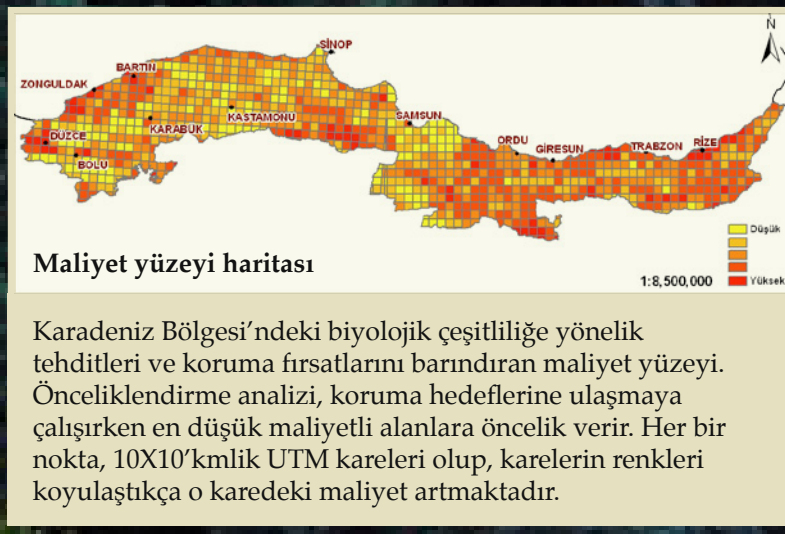 N
SİNOP
BARTIN
ZONGULDAK
KASTAMONU
SAMSUN
KARABÜK
DÜZCE
BOLU
ORDU
GİRESUN
TRABZON
RİZE
Maliyet yüzeyi haritası
Düşük
1:8,500,000
Yüksek
Karadeniz Bölgesi’ndeki biyolojik çeşitliliğe yönelik
tehditleri ve koruma fırsatlarını barındıran maliyet yüzeyi.
Önceliklendirme analizi, koruma hedeflerine ulaşmaya
çalışırken en düşük maliyetli alanlara öncelik verir. Her bir
nokta, 10X10’kmlik UTM kareleri olup, karelerin renkleri
koyulaştıkça o karedeki maliyet artmaktadır.